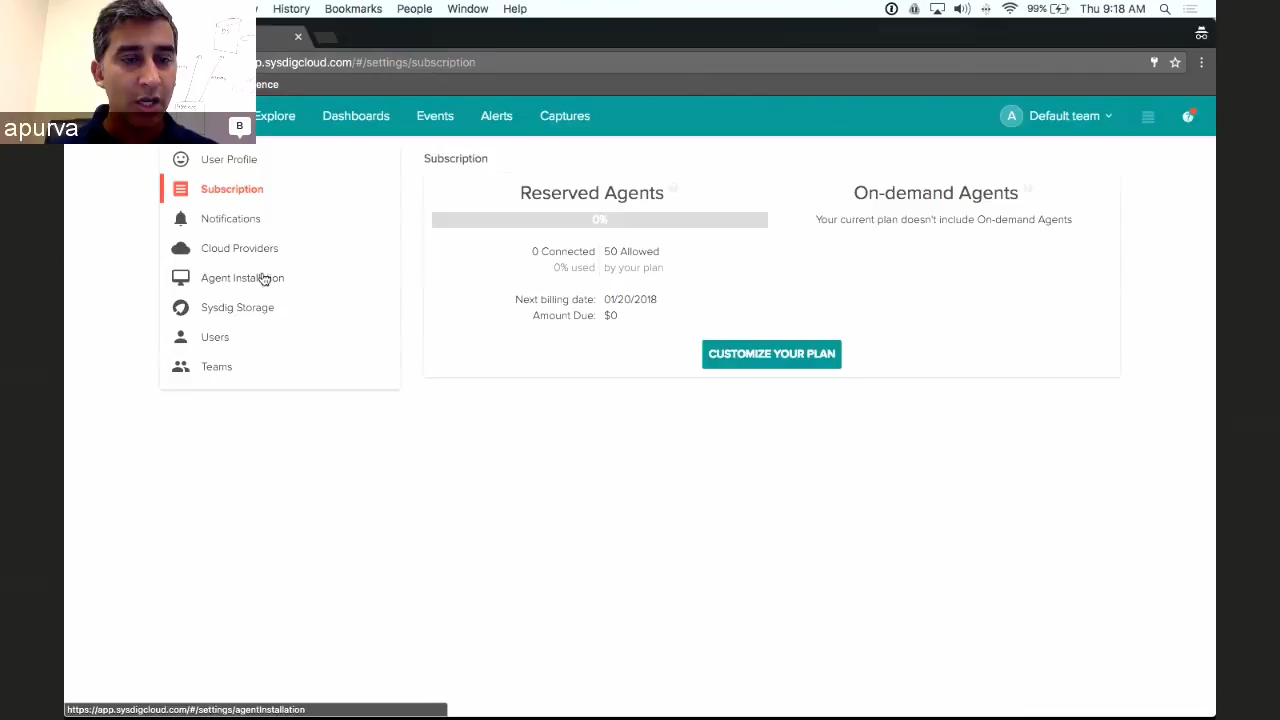 History Bookmarks People Window Help 99% Thu 9:18 AM
p.sysdigcloud.com/#/settings/subscription
ence
apurva B
Explore Dashboards Events Alerts Captures A Default team ?
User Profile
Subscription
Notifications
Cloud Providers
Agent Installation
Sysdig Storage
Users
Teams
Subscription
Reserved Agents
0%
0 Connected 50 Allowed
0% used by your plan
Next billing date: 01/20/2018
Amount Due: $0
On-demand Agents
Your current plan doesn't include On-demand Agents
CUSTOMIZE YOUR PLAN
https://app.sysdigcloud.com/#/settings/agentInstallation